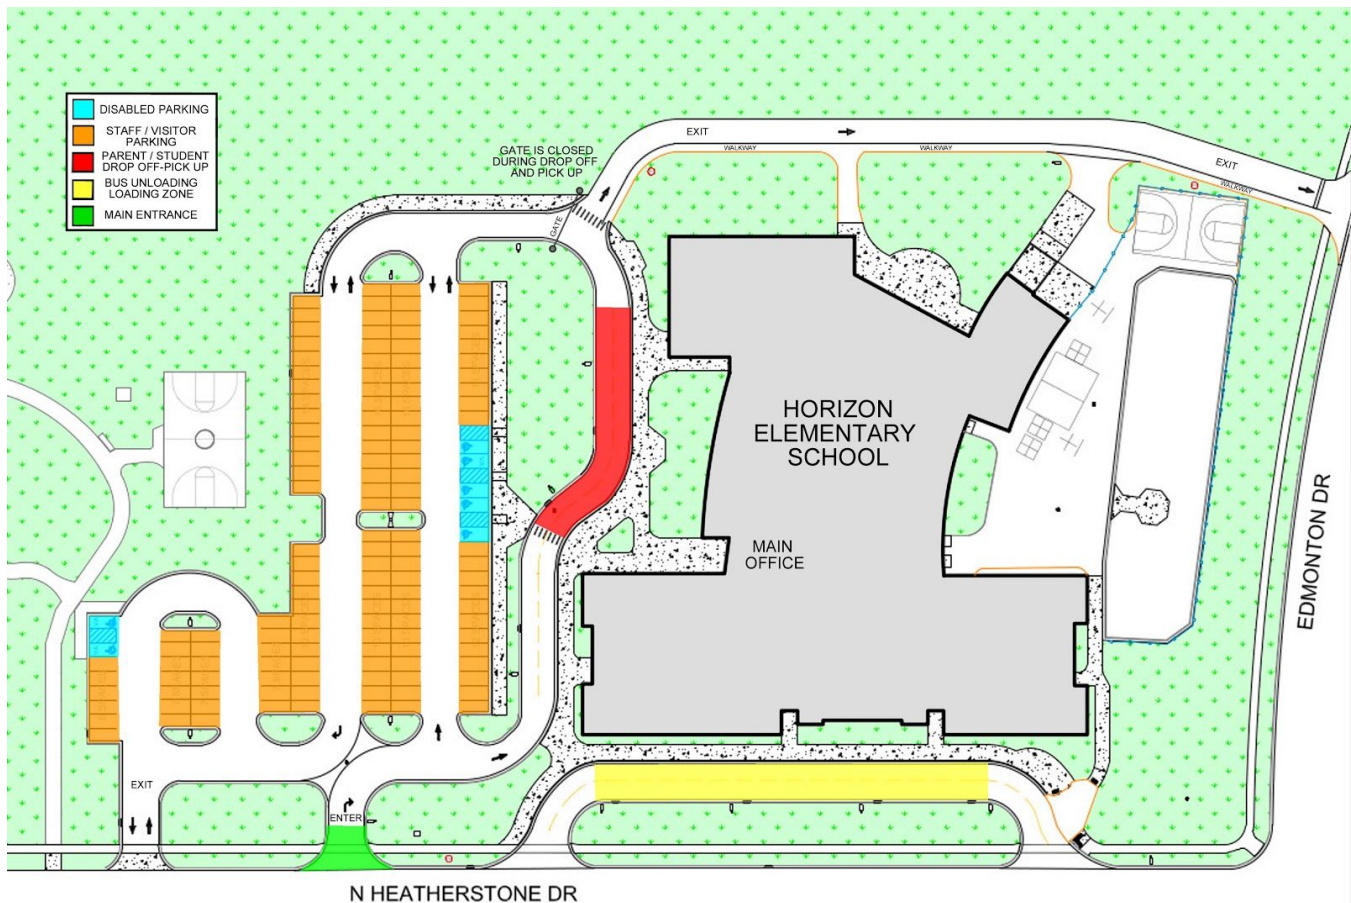 DISABLED PARKING
STAFF / VISITOR
PARKING
PARENT / STUDENT
DROP OFF-PICK UP
BUS UNLOADING
LOADING ZONE
MAIN ENTRANCE
GATE IS CLOSED
DURING DROP OFF
AND PICK UP
GATE
EXIT
WALKWAY
WALKWAY
EXIT
WALKWAY
HORIZON
ELEMENTARY
SCHOOL
MAIN
OFFICE
EDMONTON DR
EXIT
ENTER
N HEATHERSTONE DR